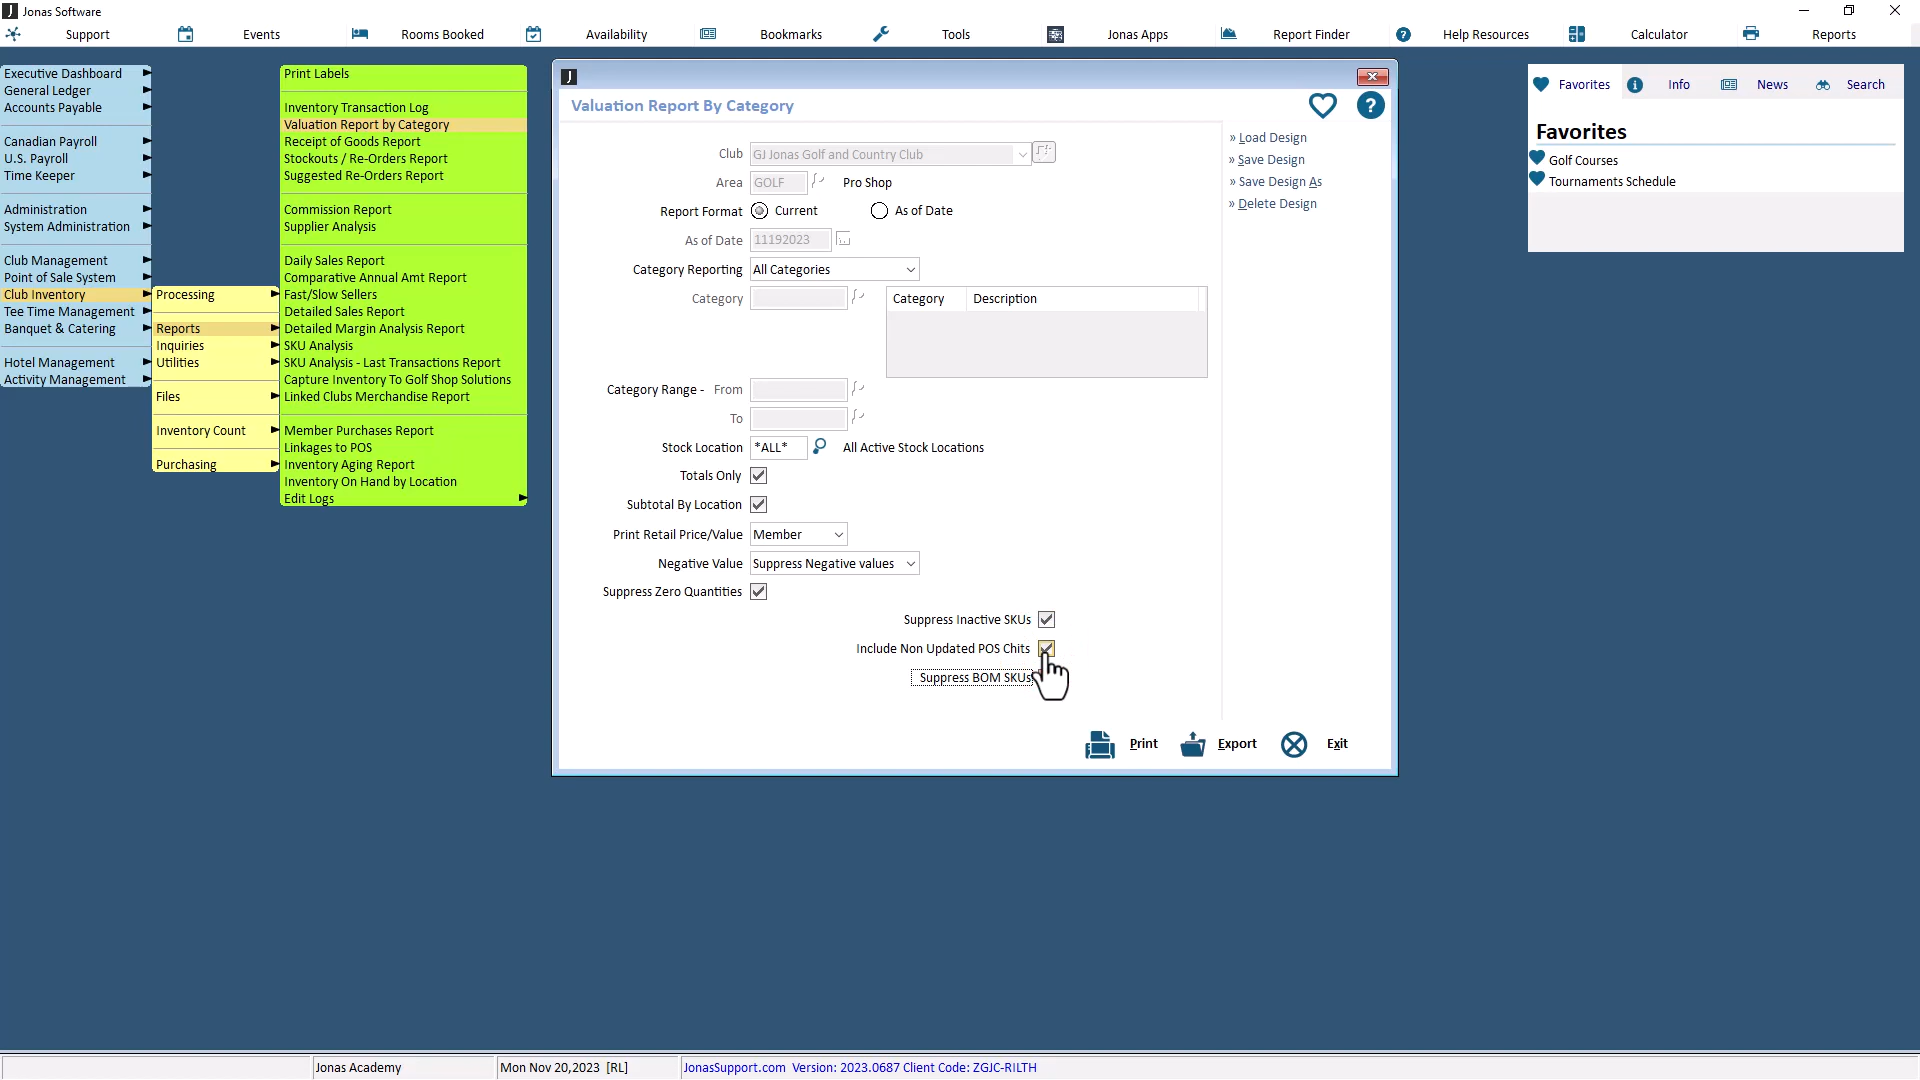 Jonas Software
Support Events Rooms Booked Availability Bookmarks Tools Jonas Apps Report Finder Help Resources Calculator Reports
Executive Dashboard
General Ledger
Accounts Payable
Canadian Payroll
U.S. Payroll
Time Keeper
Administration
System Administration
Club Management
Point of Sale System
Club Inventory
Tee Time Management
Banquet & Catering
Hotel Management
Activity Management
Processing
Reports
Inquiries
Utilities
Files
Inventory Count
Purchasing
Print Labels
Inventory Transaction Log
Valuation Report by Category
Receipt of Goods Report
Stockouts / Re-Orders Report
Suggested Re-Orders Report
Commission Report
Supplier Analysis
Daily Sales Report
Comparative Annual Amt Report
Fast/Slow Sellers
Detailed Sales Report
Detailed Margin Analysis Report
SKU Analysis
SKU Analysis - Last Transactions Report
Capture Inventory To Golf Shop Solutions
Linked Clubs Merchandise Report
Member Purchases Report
Linkages to POS
Inventory Aging Report
Inventory On Hand by Location
Edit Logs
Valuation Report By Category
Club GJ Jonas Golf and Country Club
Area GOLF Pro Shop
Report Format Current As of Date
As of Date 11192023
Category Reporting All Categories
Category Category Description
Category Range - From
To
Stock Location *ALL* All Active Stock Locations
Totals Only
Subtotal By Location
Print Retail Price/Value Member
Negative Value Suppress Negative values
Suppress Zero Quantities
Suppress Inactive SKUs
Include Non Updated POS Chits
Suppress BOM SKUs
» Load Design
» Save Design
» Save Design As
» Delete Design
Print Export Exit
Favorites Info News Search
Favorites
Golf Courses
Tournaments Schedule
Jonas Academy Mon Nov 20,2023 [RL] JonasSupport.com Version: 2023.0687 Client Code: ZGJC-RILTH